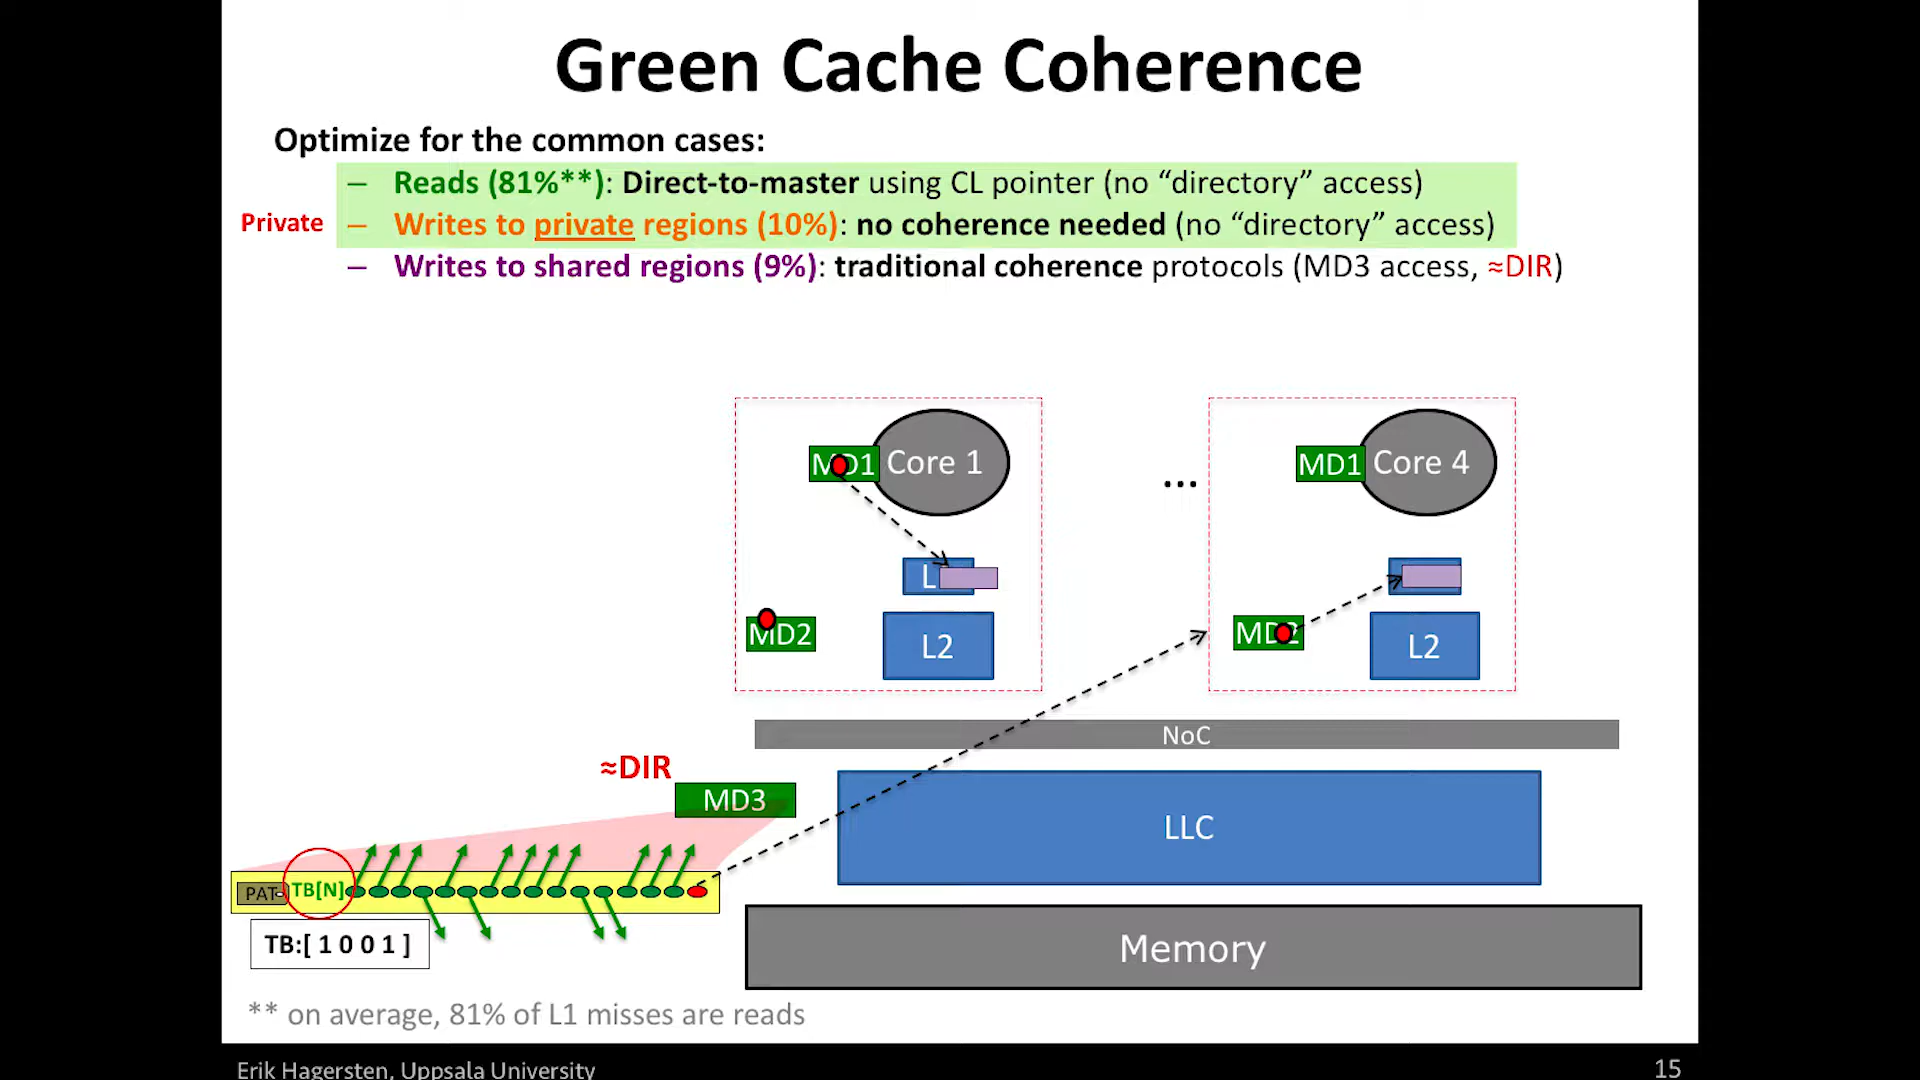 Green Cache Coherence
Optimize for the common cases:
– Reads (81%**): Direct-to-master using CL pointer (no “directory” access)
Private – Writes to private regions (10%): no coherence needed (no “directory” access)
– Writes to shared regions (9%): traditional coherence protocols (MD3 access, ≈DIR)
MD1 Core 1
... MD1 Core 4
L
MD2 L2
MD2 L2
NoC
≈DIR
MD3
LLC
PAT TB[N]
TB:[ 1 0 0 1 ]
Memory
** on average, 81% of L1 misses are reads
Erik Hagersten, Uppsala University 15